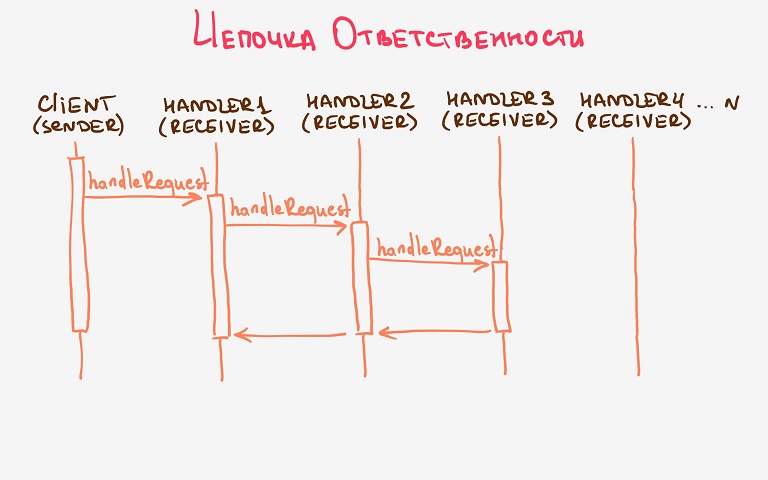 Цепочка Ответственности
CLiENT HANDLER1 HANDLER2 HANDLER3 HANDLER4 ... N
(SENDER) (RECEIVER) (RECEIVER) (RECEIVER) (RECEIVER)
handleRequest
handleRequest
handleRequest